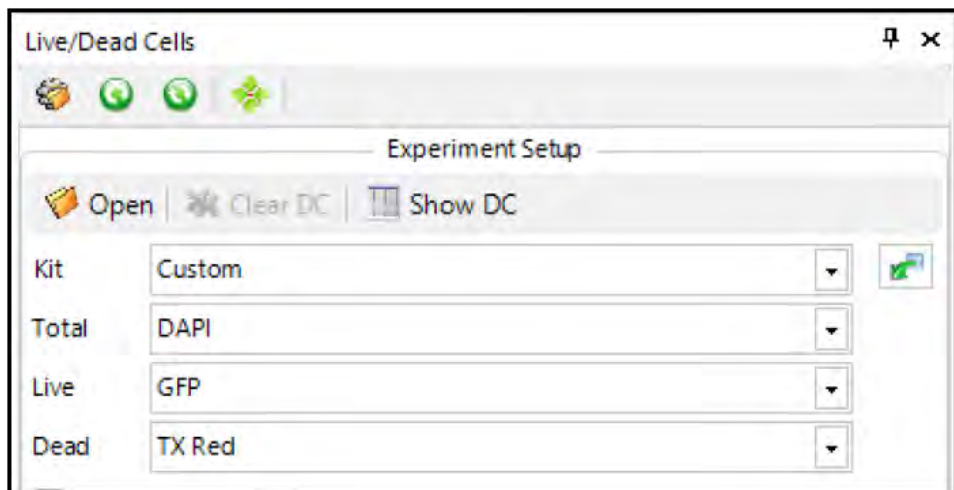 Live/Dead Cells
Experiment Setup
Open Clear DC Show DC
Kit Custom
Total DAPI
Live GFP
Dead TX Red